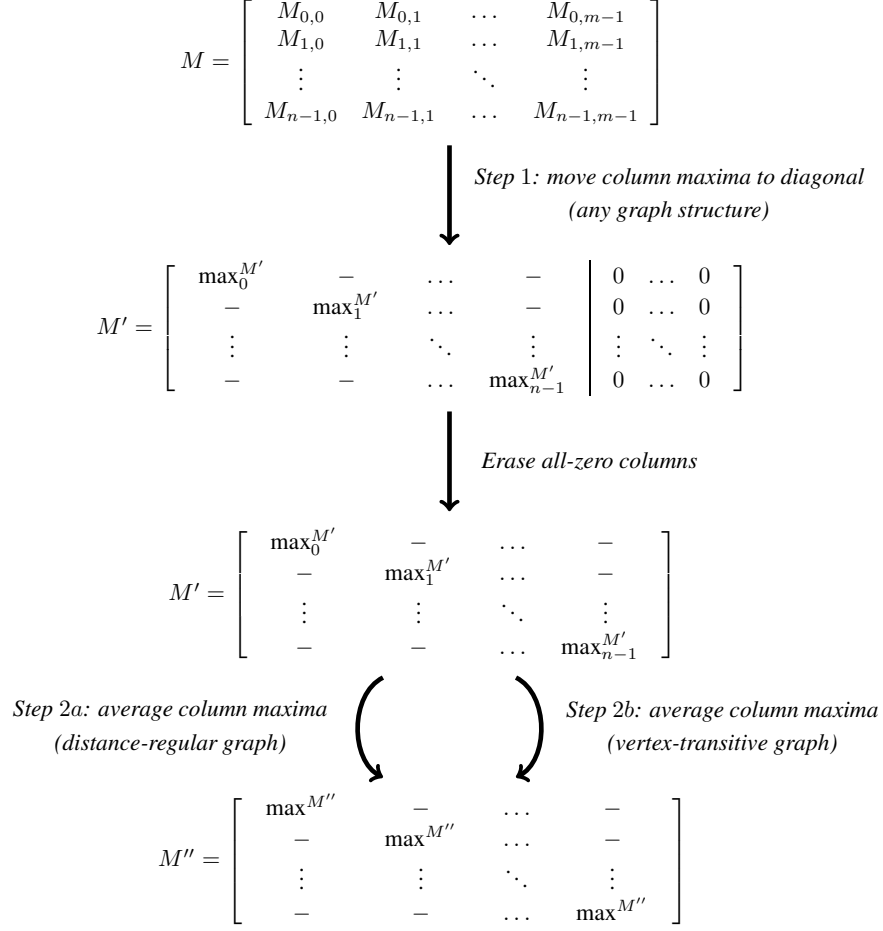 M_{0,0} M_{0,1} … M_{0,m−1}
M = M_{1,0} M_{1,1} … M_{1,m−1}
⋮ ⋮ ⋱ ⋮
M_{n−1,0} M_{n−1,1} … M_{n−1,m−1}
Step 1: move column maxima to diagonal
(any graph structure)
max_0^{M'} − … − 0 … 0
M' = − max_1^{M'} … − 0 … 0
⋮ ⋮ ⋱ ⋮ ⋮ ⋱ ⋮
− − … max_{n−1}^{M'} 0 … 0
Erase all-zero columns
max_0^{M'} − … −
M' = − max_1^{M'} … −
⋮ ⋮ ⋱ ⋮
− − … max_{n−1}^{M'}
Step 2a: average column maxima
(distance-regular graph)
Step 2b: average column maxima
(vertex-transitive graph)
max^{M''} − … −
M'' = − max^{M''} … −
⋮ ⋮ ⋱ ⋮
− − … max^{M''}